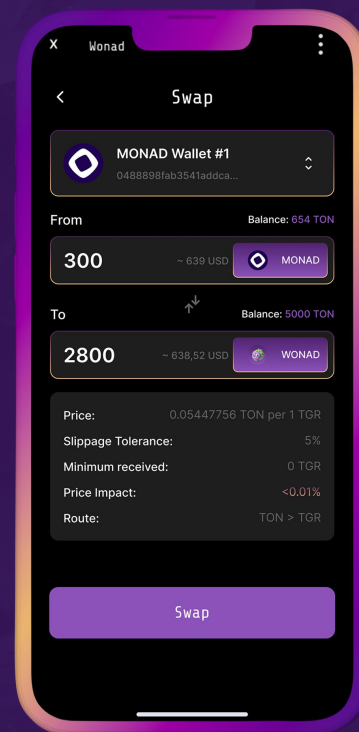 X Wonad
Swap
MONAD Wallet #1
0488898fab3541addca...
From Balance: 654 TON
300 ~ 639 USD MONAD
To Balance: 5000 TON
2800 ~ 638,52 USD WONAD
Price: 0.05447756 TON per 1 TGR
Slippage Tolerance: 5%
Minimum received: 0 TGR
Price Impact: <0.01%
Route: TON > TGR
Swap